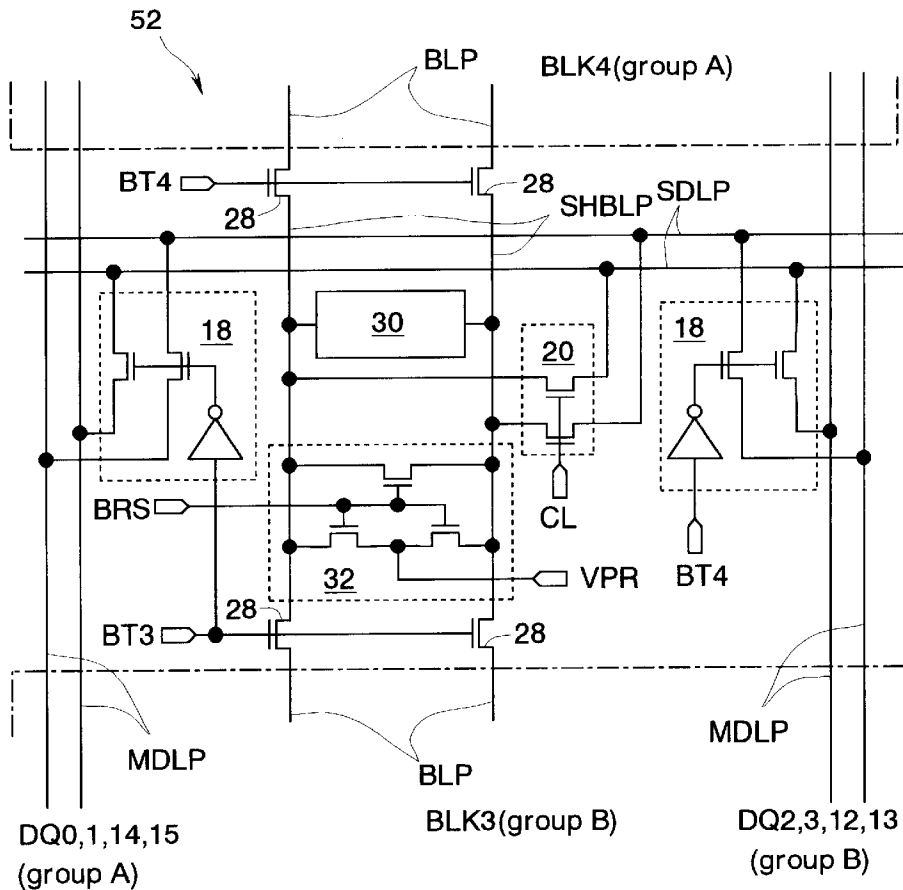 52
BLP
BLK4(group A)
BT4
28
28
SHBLP
SDLP
18
30
20
18
BRS
CL
32
VPR
BT4
BT3
28
28
MDLP
BLP
MDLP
DQ0,1,14,15
(group A)
BLK3(group B)
DQ2,3,12,13
(group B)